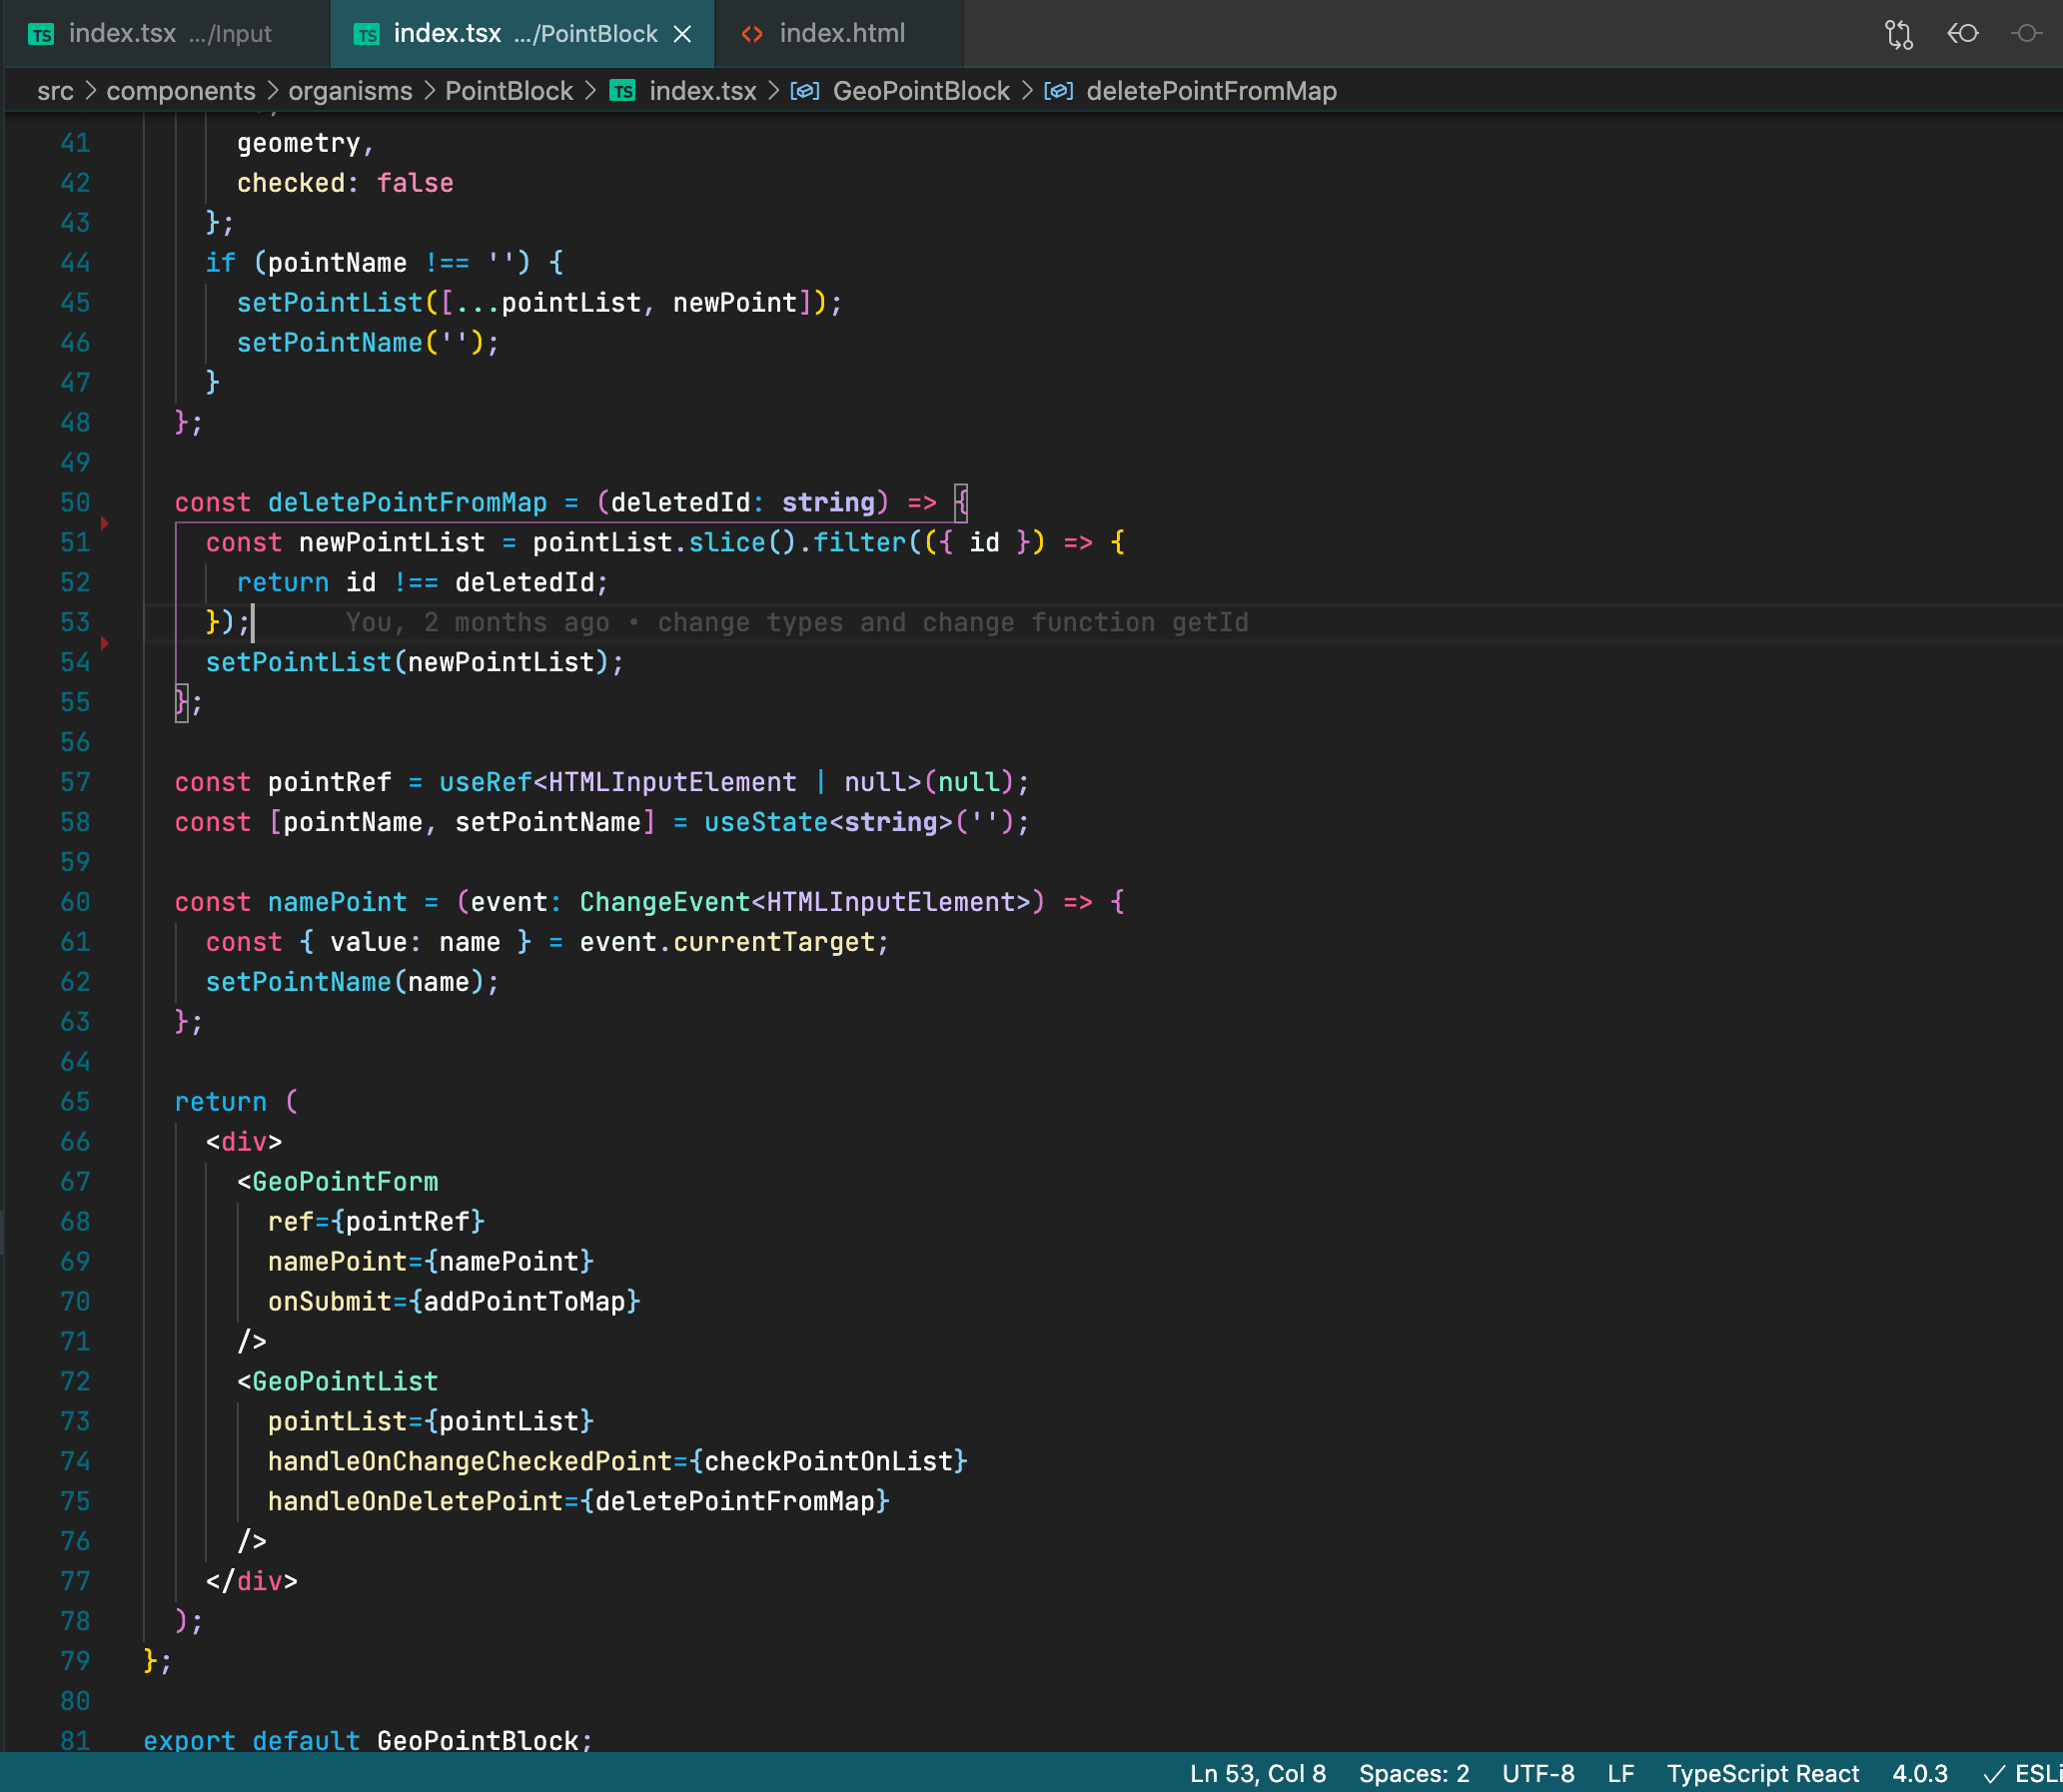 index.tsx .../Input index.tsx .../PointBlock index.html
src > components > organisms > PointBlock > index.tsx > GeoPointBlock > deletePointFromMap
41 geometry,
42 checked: false
43 };
44 if (pointName !== '') {
45 setPointList([...pointList, newPoint]);
46 setPointName('');
47 }
48 };
49
50 const deletePointFromMap = (deletedId: string) => {
51 const newPointList = pointList.slice().filter(({ id }) => {
52 return id !== deletedId;
53 }); You, 2 months ago • change types and change function getId
54 setPointList(newPointList);
55 };
56
57 const pointRef = useRef<HTMLInputElement | null>(null);
58 const [pointName, setPointName] = useState<string>('');
59
60 const namePoint = (event: ChangeEvent<HTMLInputElement>) => {
61 const { value: name } = event.currentTarget;
62 setPointName(name);
63 };
64
65 return (
66 <div>
67 <GeoPointForm
68 ref={pointRef}
69 namePoint={namePoint}
70 onSubmit={addPointToMap}
71 />
72 <GeoPointList
73 pointList={pointList}
74 handleOnChangeCheckedPoint={checkPointOnList}
75 handleOnDeletePoint={deletePointFromMap}
76 />
77 </div>
78 );
79 };
80
81 export default GeoPointBlock;
Ln 53, Col 8 Spaces: 2 UTF-8 LF TypeScript React 4.0.3 ESL